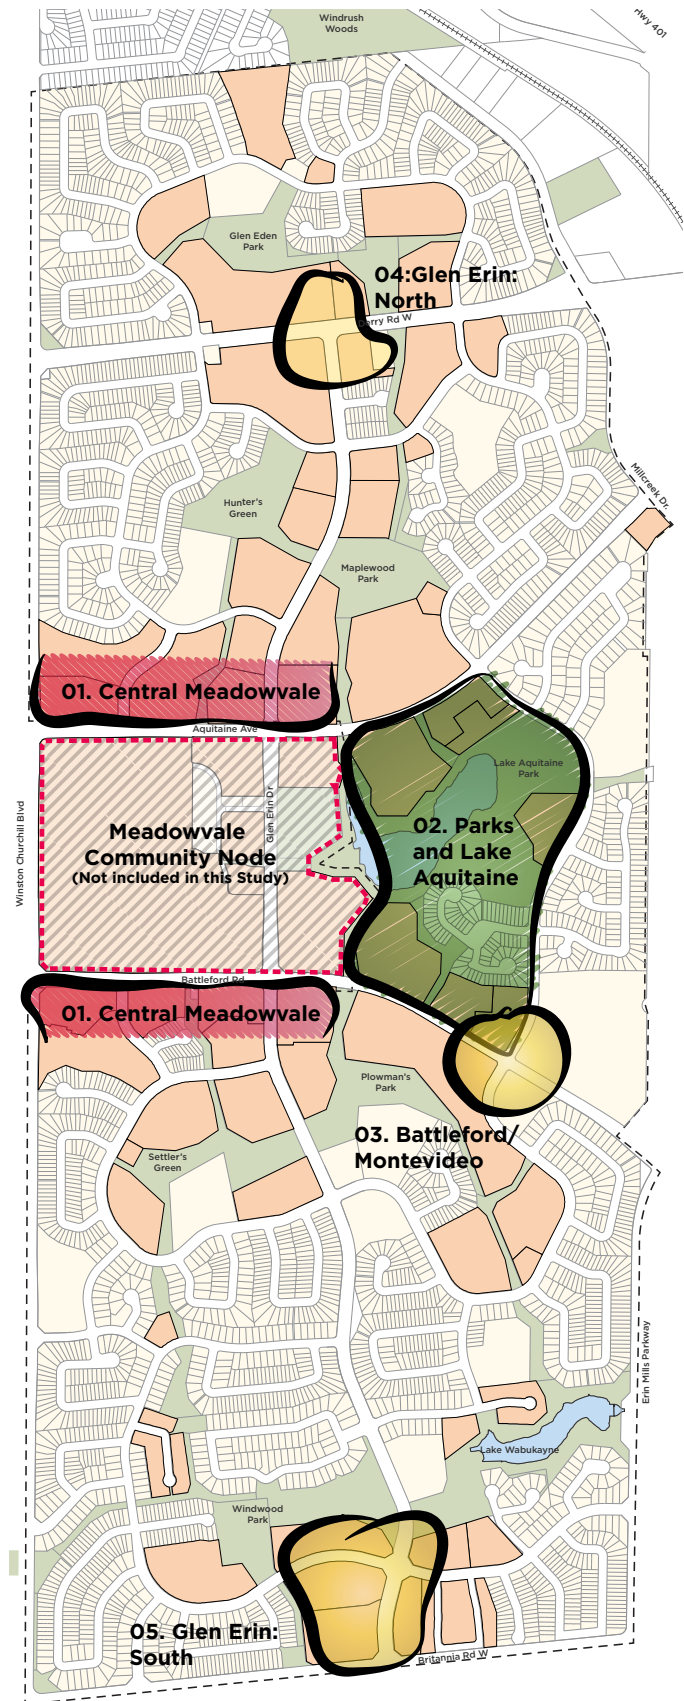 Windrush
Woods
Hwy 401
Glen Eden
Park
04:Glen Erin:
North
Derry Rd W
Millcreek Dr.
Hunter's
Green
Maplewood
Park
01. Central Meadowvale
Aquitaine Ave
Lake Aquitaine
Park
Winston Churchill Blvd
Glen Erin Dr
Meadowvale
Community Node
(Not included in this Study)
02. Parks
and Lake
Aquitaine
Battleford Rd
01. Central Meadowvale
Plowman's
Park
03. Battleford/
Montevideo
Settler's
Green
Erin Mills Parkway
Lake Wabukayne
Windwood
Park
05. Glen Erin:
South
Britannia Rd W